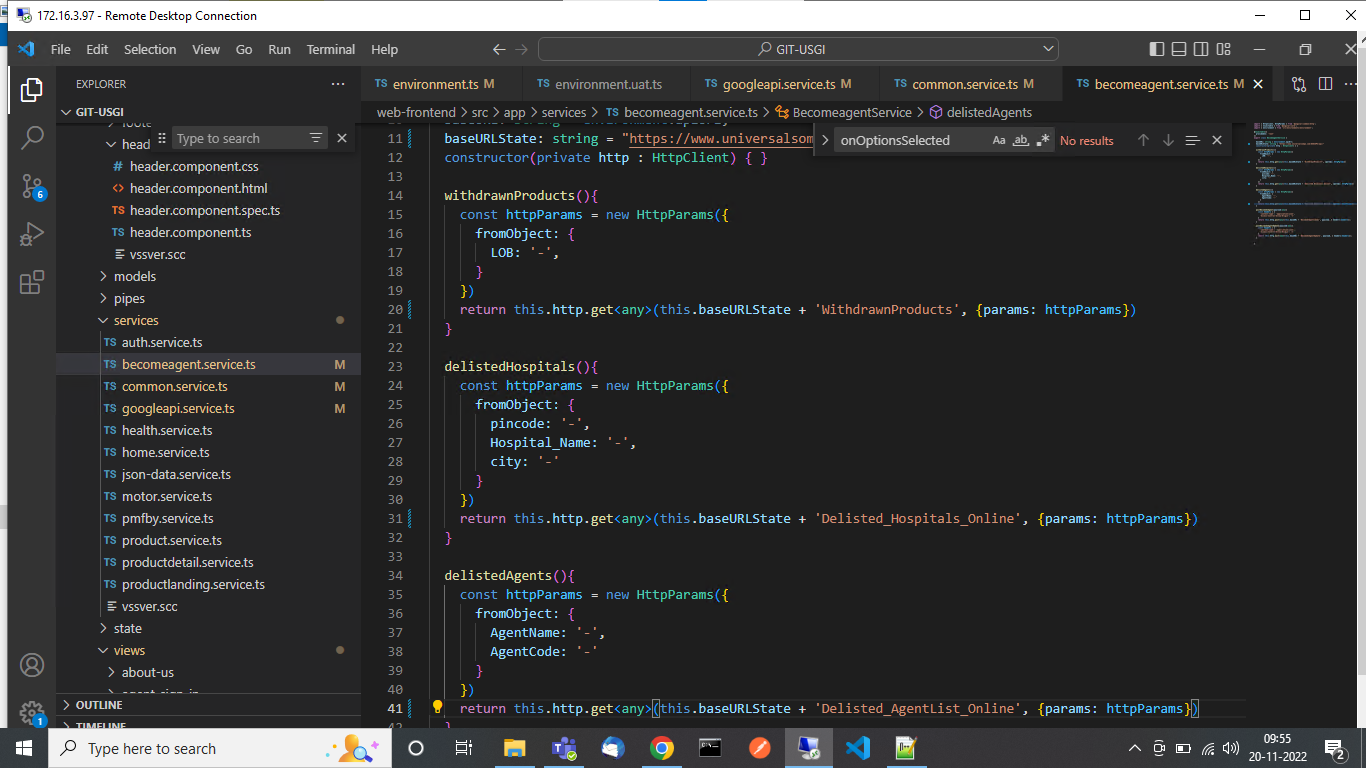 172.16.3.97 - Remote Desktop Connection
File Edit Selection View Go Run Terminal Help
GIT-USGI
EXPLORER
environment.ts M
environment.uat.ts
googleapi.service.ts M
common.service.ts M
becomeagent.service.ts M
GIT-USGI
web-frontend > src > app > services > TS becomeagent.service.ts > BecomeagentService > delistedAgents
Type to search
onOptionsSelected
Aa ab
No results
head
header.component.css
header.component.html
header.component.spec.ts
header.component.ts
vssver.scc
models
pipes
services
auth.service.ts
becomeagent.service.ts M
common.service.ts M
googleapi.service.ts M
health.service.ts
home.service.ts
json-data.service.ts
motor.service.ts
pmfby.service.ts
product.service.ts
productdetail.service.ts
productlanding.service.ts
vssver.scc
state
views
about-us
OUTLINE
TIMELINE
6
1
11 baseURLState: string = "https://www.universalsom
12 constructor(private http : HttpClient) { }
13
14 withdrawnProducts(){
15 const httpParams = new HttpParams({
16 fromObject: {
17 LOB: '-',
18 }
19 })
20 return this.http.get<any>(this.baseURLState + 'WithdrawnProducts', {params: httpParams})
21 }
22
23 delistedHospitals(){
24 const httpParams = new HttpParams({
25 fromObject: {
26 pincode: '-',
27 Hospital_Name: '-',
28 city: '-'
29 }
30 })
31 return this.http.get<any>(this.baseURLState + 'Delisted_Hospitals_Online', {params: httpParams})
32 }
33
34 delistedAgents(){
35 const httpParams = new HttpParams({
36 fromObject: {
37 AgentName: '-',
38 AgentCode: '-'
39 }
40 })
41 return this.http.get<any>(this.baseURLState + 'Delisted_AgentList_Online', {params: httpParams})
42 }
Type here to search
09:55
20-11-2022
2